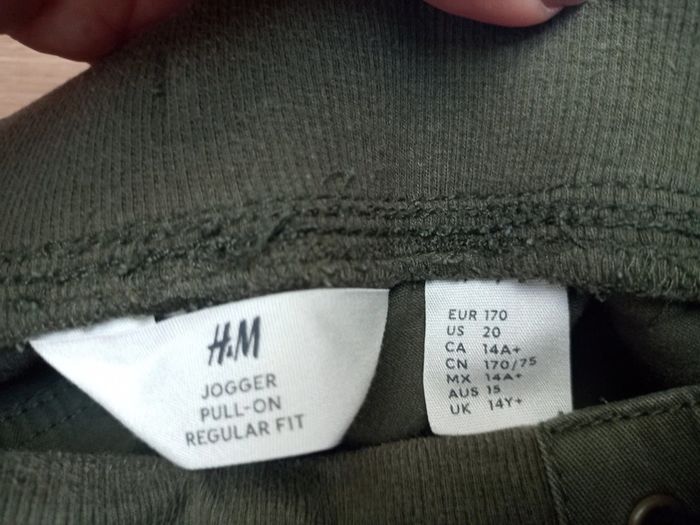 H&M
JOGGER
PULL-ON
REGULAR FIT
EUR 170
US 20
CA 14A+
CN 170/75
MX 14A+
AUS 15
UK 14Y+